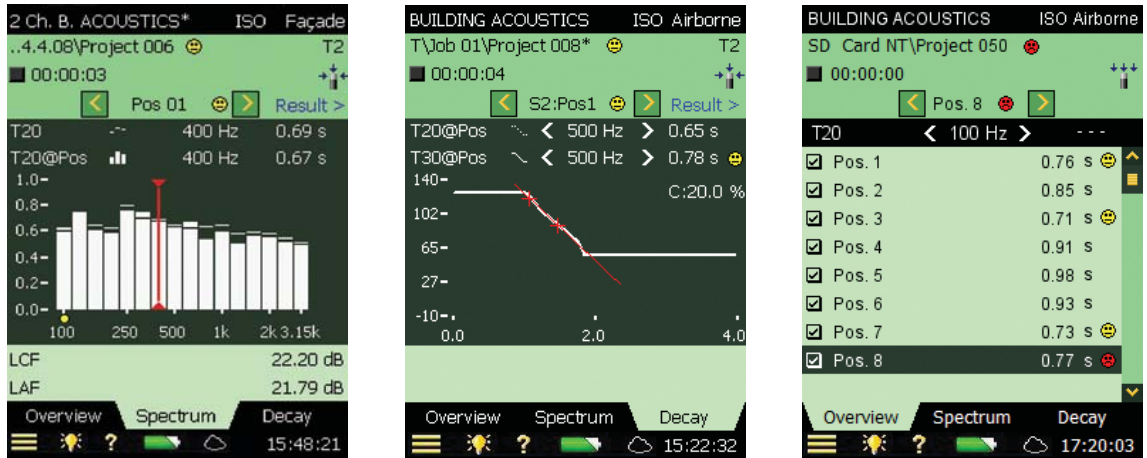 2 Ch. B. ACOUSTICS* ISO Façade
..4.4.08\Project 006 T2
00:00:03
< Pos 01 > Result >
T20 400 Hz 0.69 s
T20@Pos 400 Hz 0.67 s
1.0-
0.8-
0.6-
0.4-
0.2-
0.0-
100 250 500 1k 2k 3.15k
LCF 22.20 dB
LAF 21.79 dB
Overview Spectrum Decay
? 15:48:21
BUILDING ACOUSTICS ISO Airborne
T\Job 01\Project 008* T2
00:00:04
< S2:Pos1 > Result >
T20@Pos < 500 Hz > 0.65 s
T30@Pos < 500 Hz > 0.78 s
140-
C:20.0 %
102-
65-
27-
-10-
0.0 2.0 4.0
Overview Spectrum Decay
? 15:22:32
BUILDING ACOUSTICS ISO Airborne
SD Card NT\Project 050
00:00:00
< Pos. 8 >
T20 < 100 Hz > ---
Pos. 1 0.76 s
Pos. 2 0.85 s
Pos. 3 0.71 s
Pos. 4 0.91 s
Pos. 5 0.98 s
Pos. 6 0.93 s
Pos. 7 0.73 s
Pos. 8 0.77 s
Overview Spectrum Decay
? 17:20:03